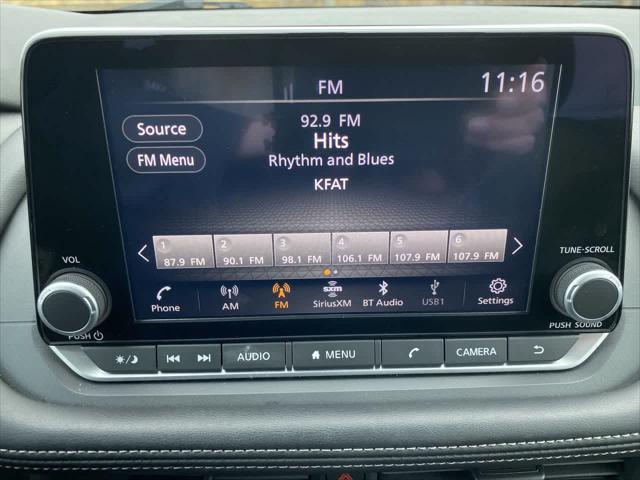 FM 11:16
92.9 FM
Source Hits
Rhythm and Blues
FM Menu
KFAT
VOL TUNE•SCROLL
1 2 3 4 5 6
87.9 FM 90.1 FM 98.1 FM 106.1 FM 107.9 FM 107.9 FM
sxm
Phone AM FM SiriusXM BT Audio USB1 Settings
PUSH PUSH SOUND
AUDIO MENU CAMERA